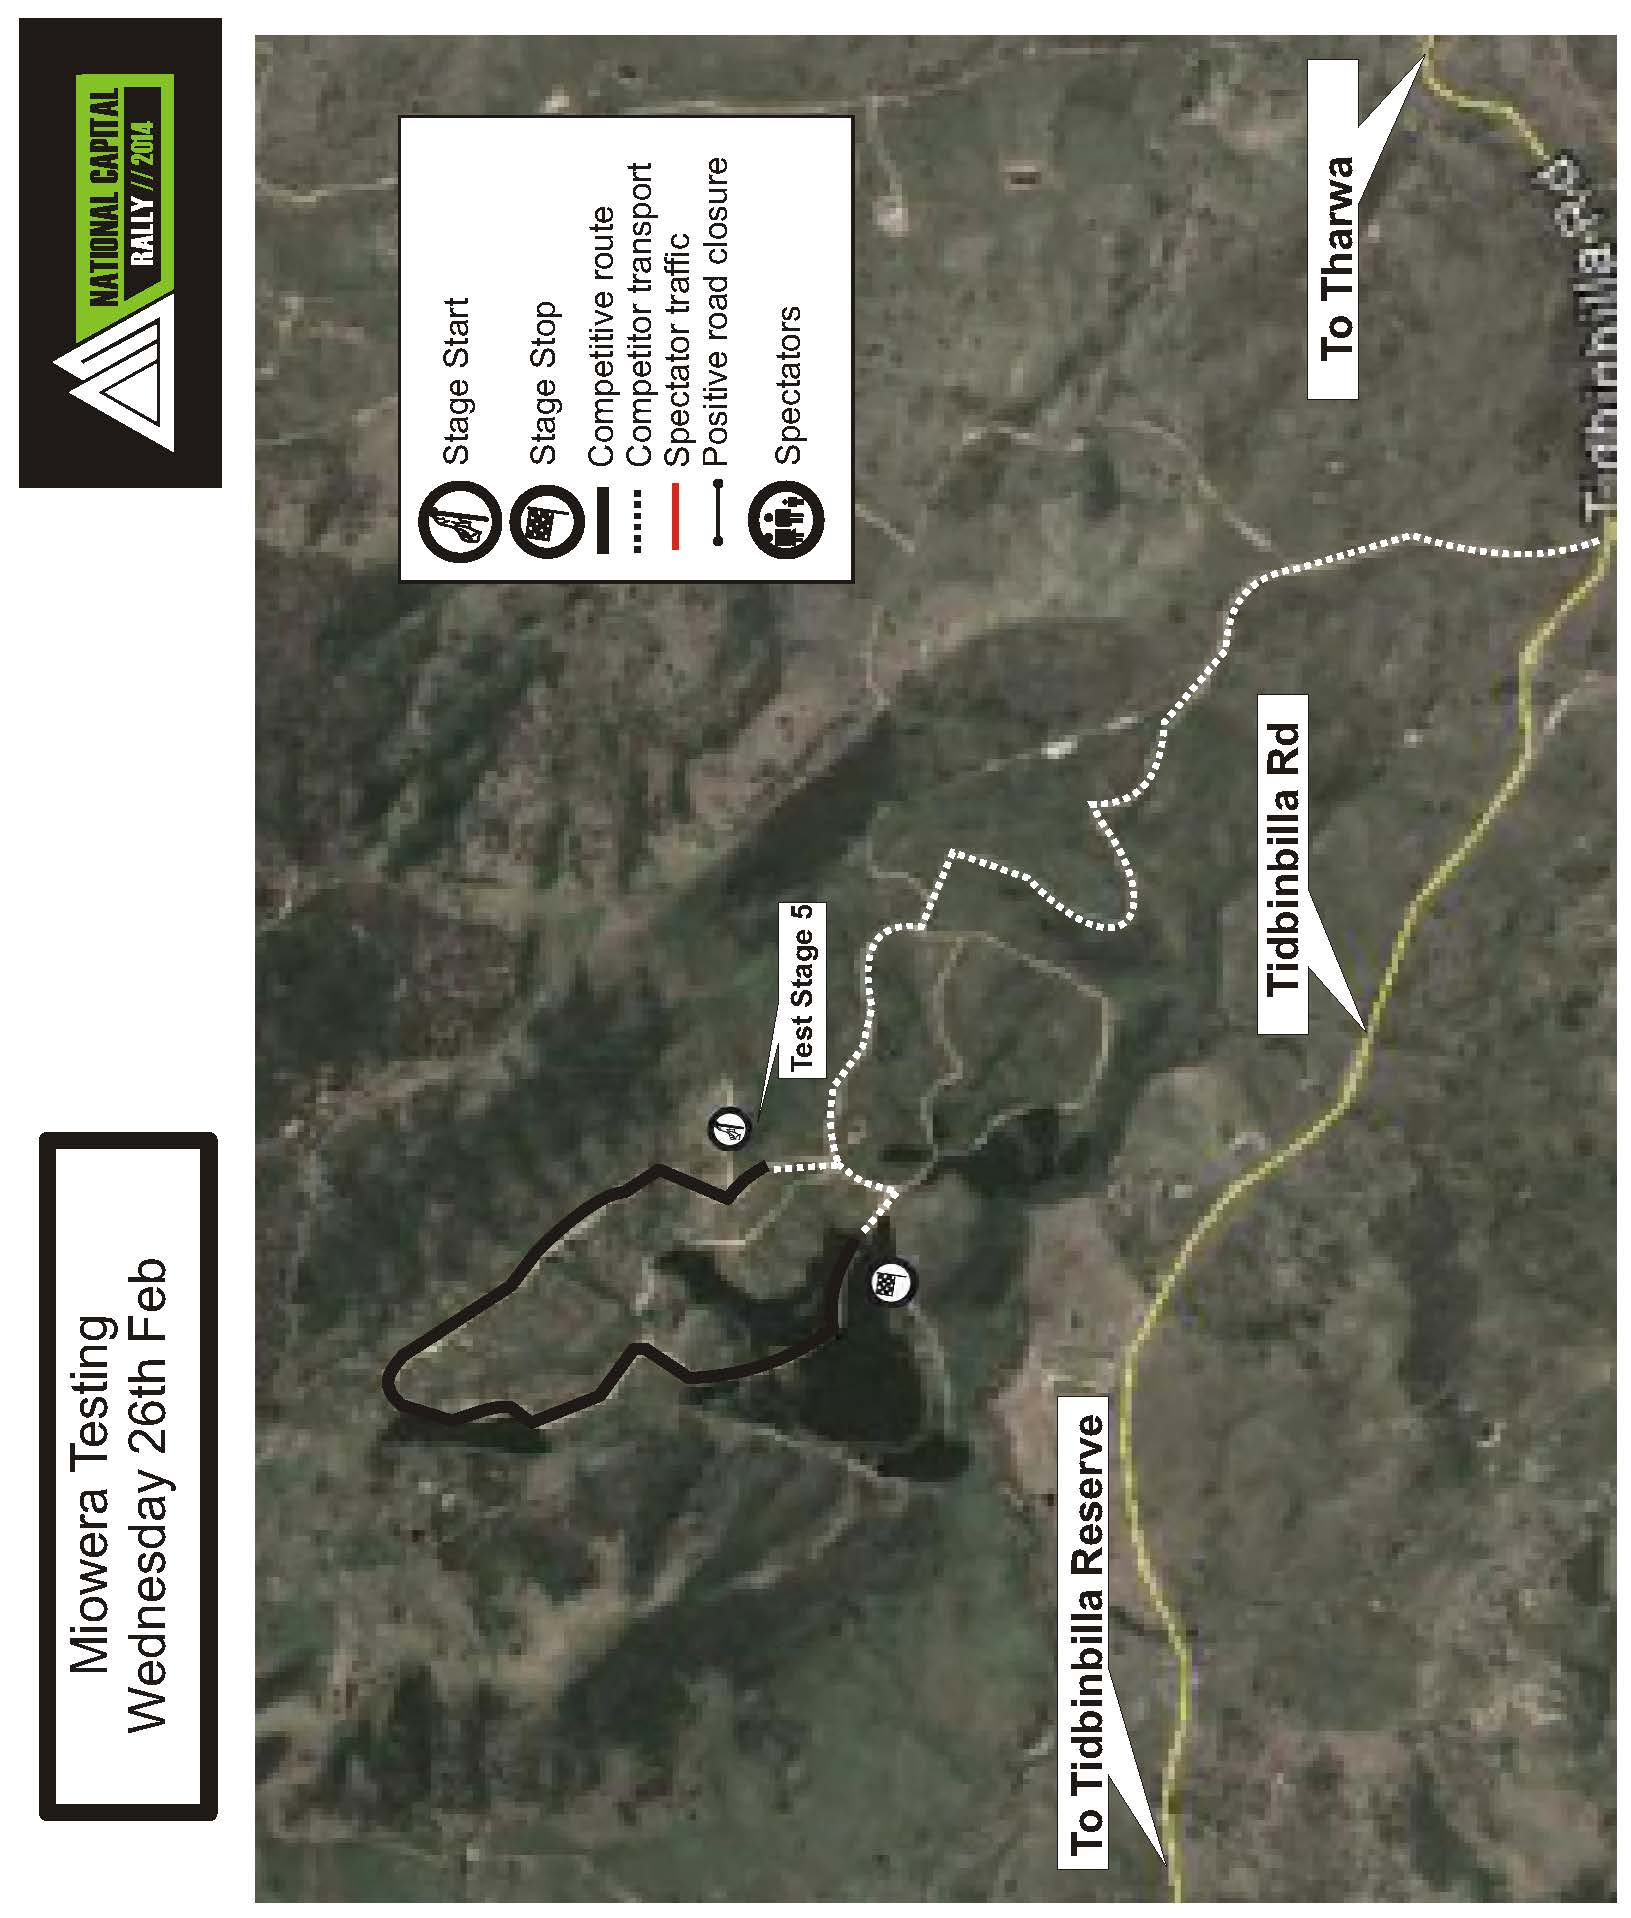 Miowera Testing
Wednesday 26th Feb
NATIONAL CAPITAL
RALLY // 2014
Stage Start
Stage Stop
Competitive route
Competitor transport
Spectator traffic
Positive road closure
Spectators
Test Stage 5
To Tidbinbilla Reserve
Tidbinbilla Rd
To Tharwa